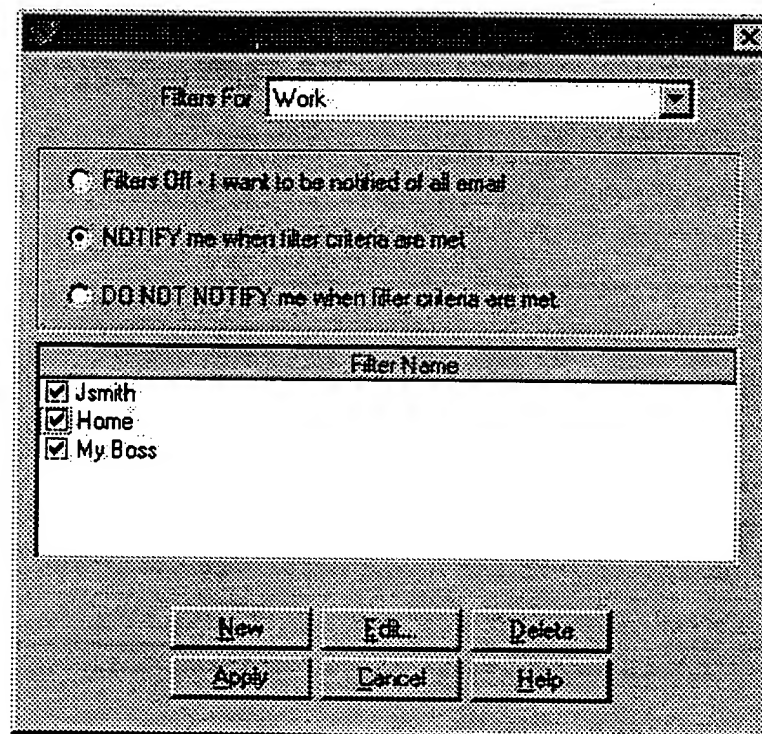 Filters For Work
Filters Off - I want to be notified of all email
NOTIFY me when filter criteria are met
DO NOT NOTIFY me when filter criteria are met
Filter Name
Jsmith
Home
My Boss
New Edit... Delete
Apply Cancel Help